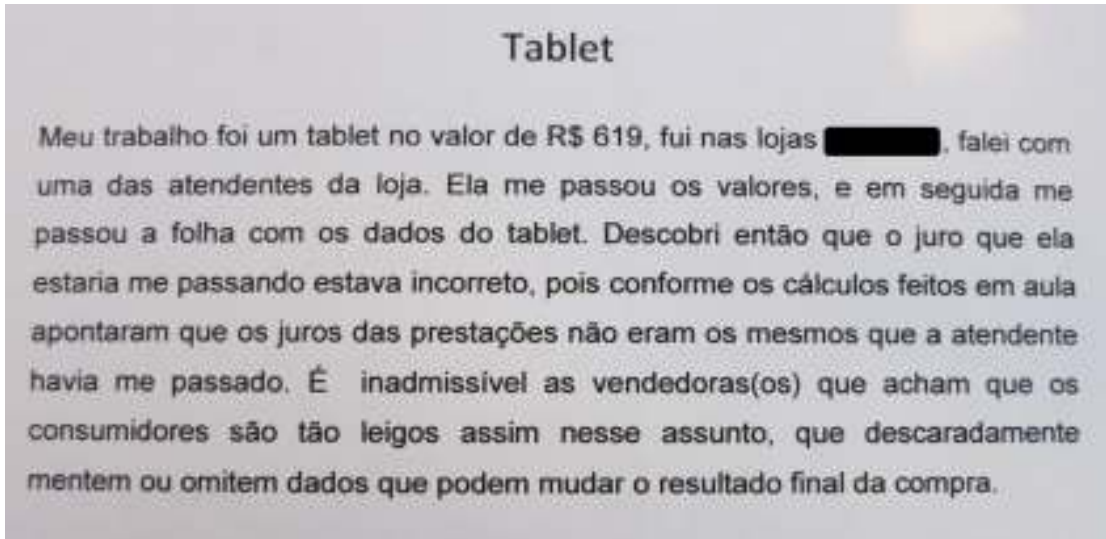 Tablet
Meu trabalho foi um tablet no valor de R$ 619, fui nas lojas , falei com
uma das atendentes da loja. Ela me passou os valores, e em seguida me
passou a folha com os dados do tablet. Descobri então que o juro que ela
estaria me passando estava incorreto, pois conforme os cálculos feitos em aula
apontaram que os juros das prestações não eram os mesmos que a atendente
havia me passado. É inadmissível as vendedoras(os) que acham que os
consumidores são tão leigos assim nesse assunto, que descaradamente
mentem ou omitem dados que podem mudar o resultado final da compra.